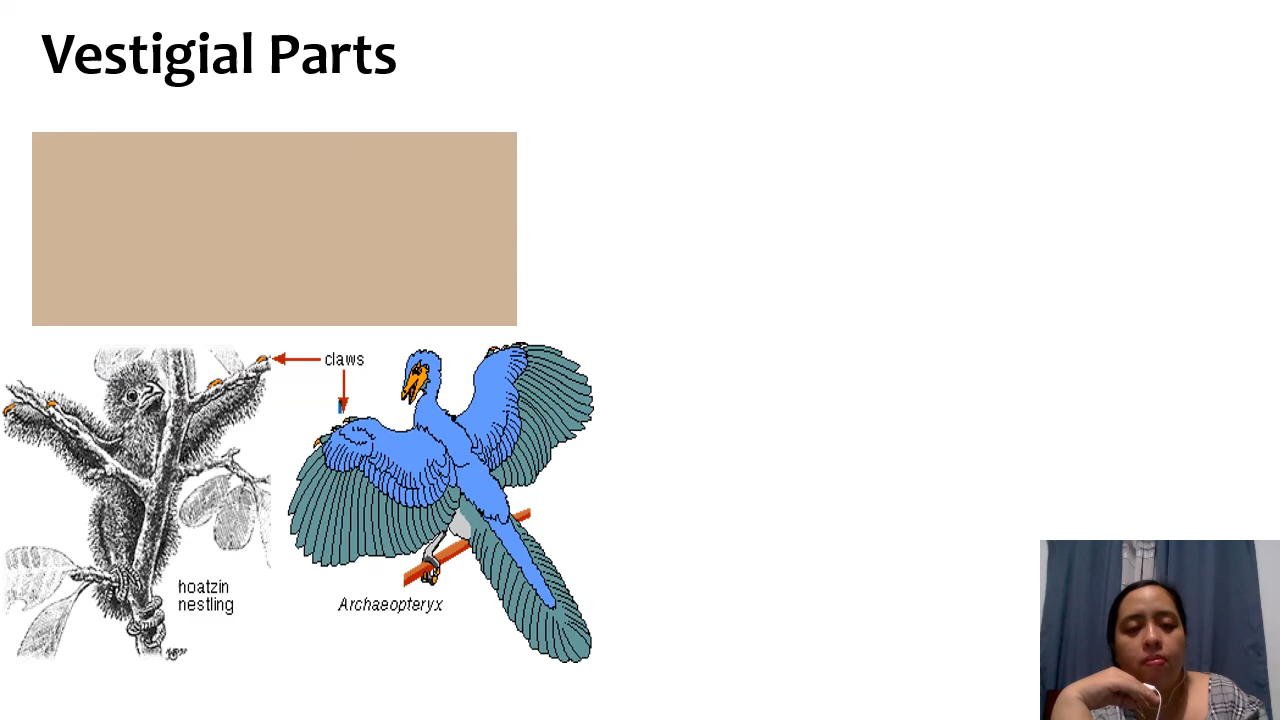 Vestigial Parts
claws
hoatzin
nestling
Archaeopteryx